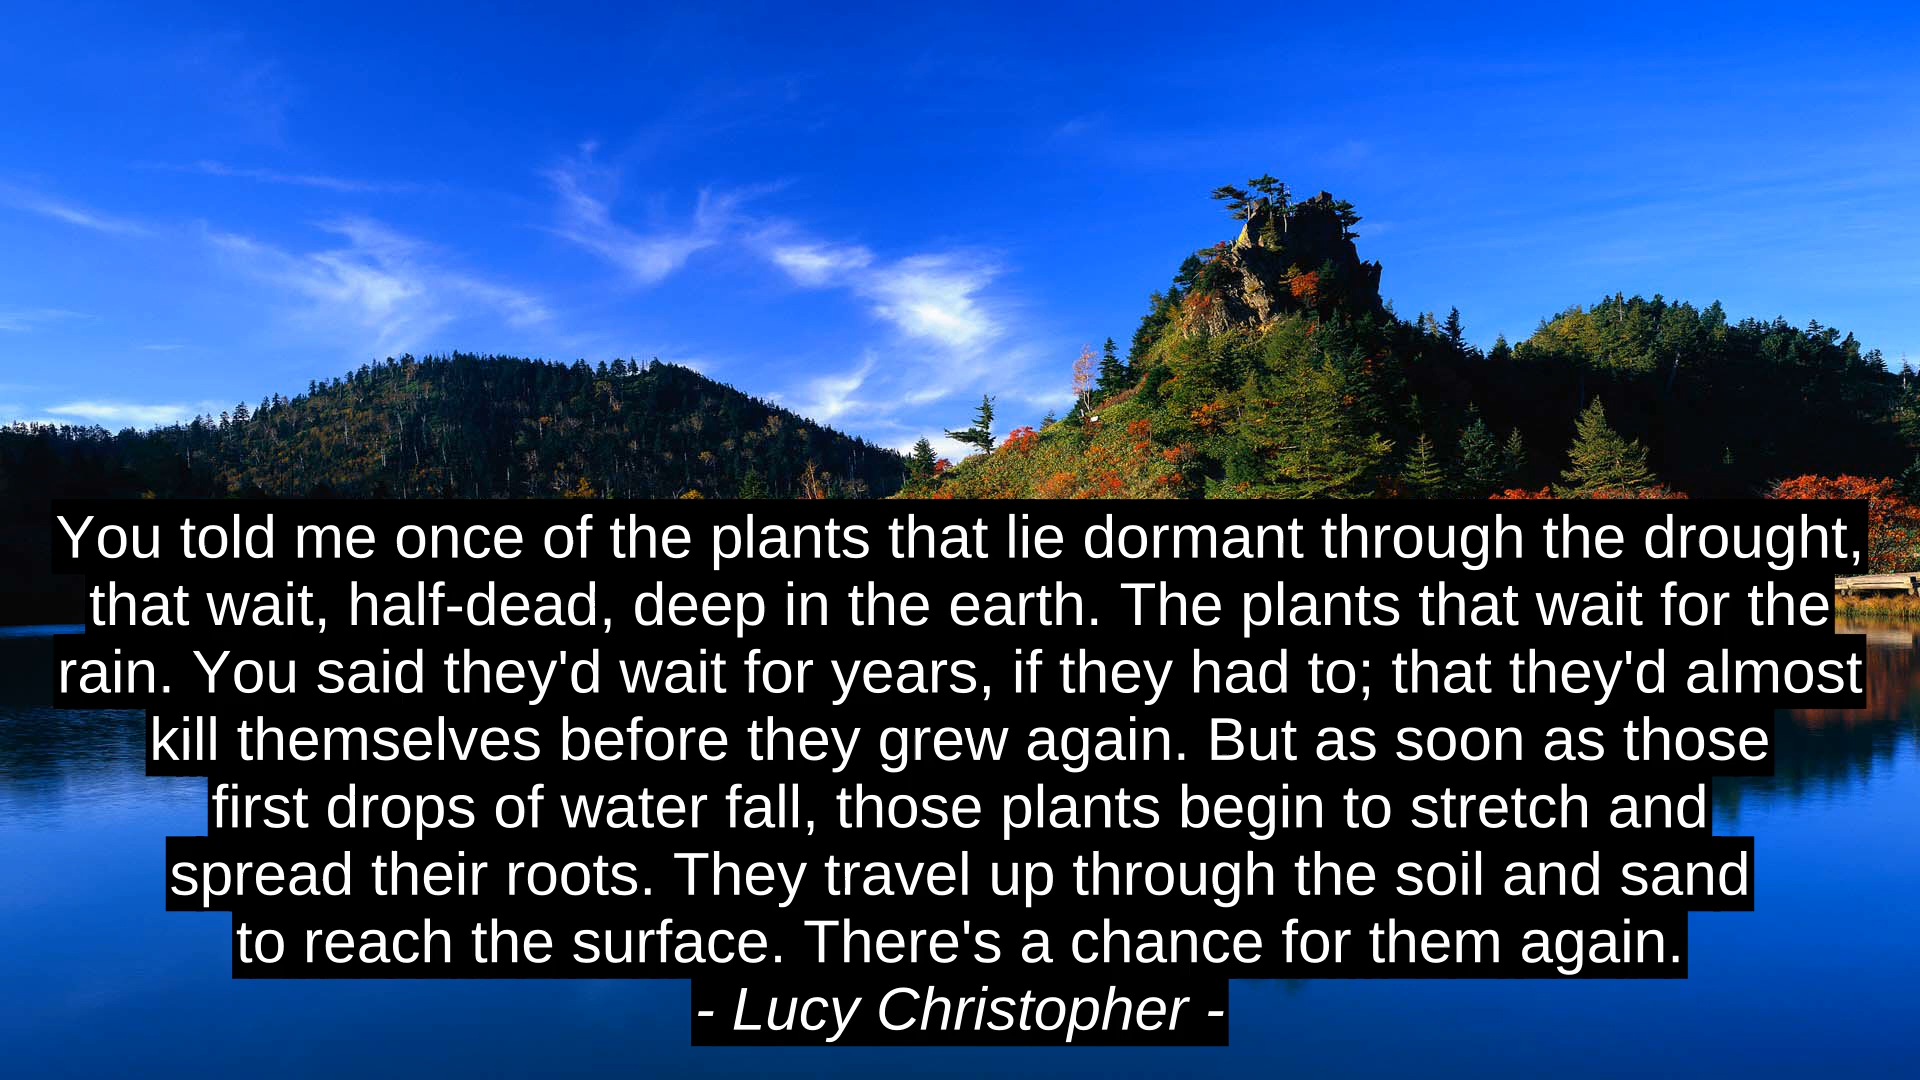 You told me once of the plants that lie dormant through the drought,
that wait, half-dead, deep in the earth. The plants that wait for the
rain. You said they'd wait for years, if they had to; that they'd almost
kill themselves before they grew again. But as soon as those
first drops of water fall, those plants begin to stretch and
spread their roots. They travel up through the soil and sand
to reach the surface. There's a chance for them again.
- Lucy Christopher -